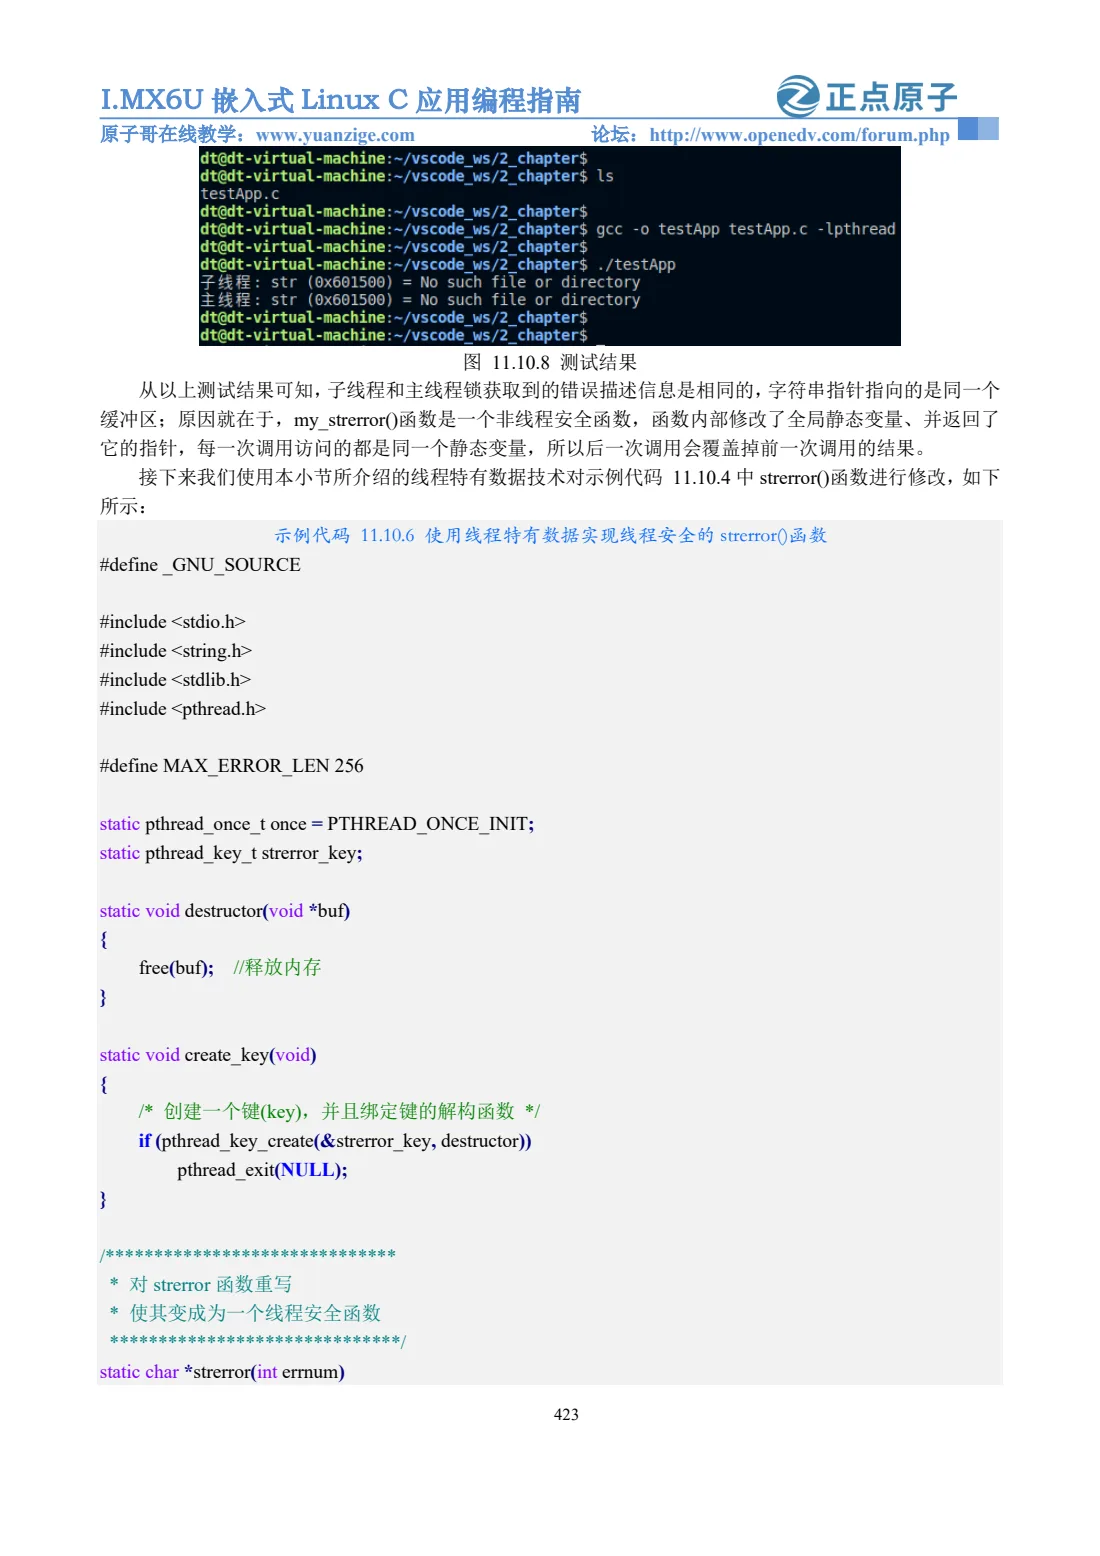 I.MX6U 嵌入式 Linux C 应用编程指南
正点原子
原子哥在线教学：www.yuanzige.com 论坛：http://www.openedv.com/forum.php
dt@dt-virtual-machine:~/vscode_ws/2_chapter$
dt@dt-virtual-machine:~/vscode_ws/2_chapter$ ls
testApp.c
dt@dt-virtual-machine:~/vscode_ws/2_chapter$
dt@dt-virtual-machine:~/vscode_ws/2_chapter$ gcc -o testApp testApp.c -lpthread
dt@dt-virtual-machine:~/vscode_ws/2_chapter$
dt@dt-virtual-machine:~/vscode_ws/2_chapter$ ./testApp
子线程: str (0x601500) = No such file or directory
主线程: str (0x601500) = No such file or directory
dt@dt-virtual-machine:~/vscode_ws/2_chapter$
dt@dt-virtual-machine:~/vscode_ws/2_chapter$
图 11.10.8 测试结果
从以上测试结果可知，子线程和主线程锁获取到的错误描述信息是相同的，字符串指针指向的是同一个
缓冲区；原因就在于，my_strerror()函数是一个非线程安全函数，函数内部修改了全局静态变量、并返回了
它的指针，每一次调用访问的都是同一个静态变量，所以后一次调用会覆盖掉前一次调用的结果。
接下来我们使用本小节所介绍的线程特有数据技术对示例代码 11.10.4 中 strerror()函数进行修改，如下
所示：
示例代码 11.10.6 使用线程特有数据实现线程安全的 strerror()函数
#define _GNU_SOURCE
#include <stdio.h>
#include <string.h>
#include <stdlib.h>
#include <pthread.h>
#define MAX_ERROR_LEN 256
static pthread_once_t once = PTHREAD_ONCE_INIT;
static pthread_key_t strerror_key;
static void destructor(void *buf)
{
free(buf); //释放内存
}
static void create_key(void)
{
/* 创建一个键(key)，并且绑定键的解构函数 */
if (pthread_key_create(&strerror_key, destructor))
pthread_exit(NULL);
}
/******************************
* 对 strerror 函数重写
* 使其变成为一个线程安全函数
******************************/
static char *strerror(int errnum)
423